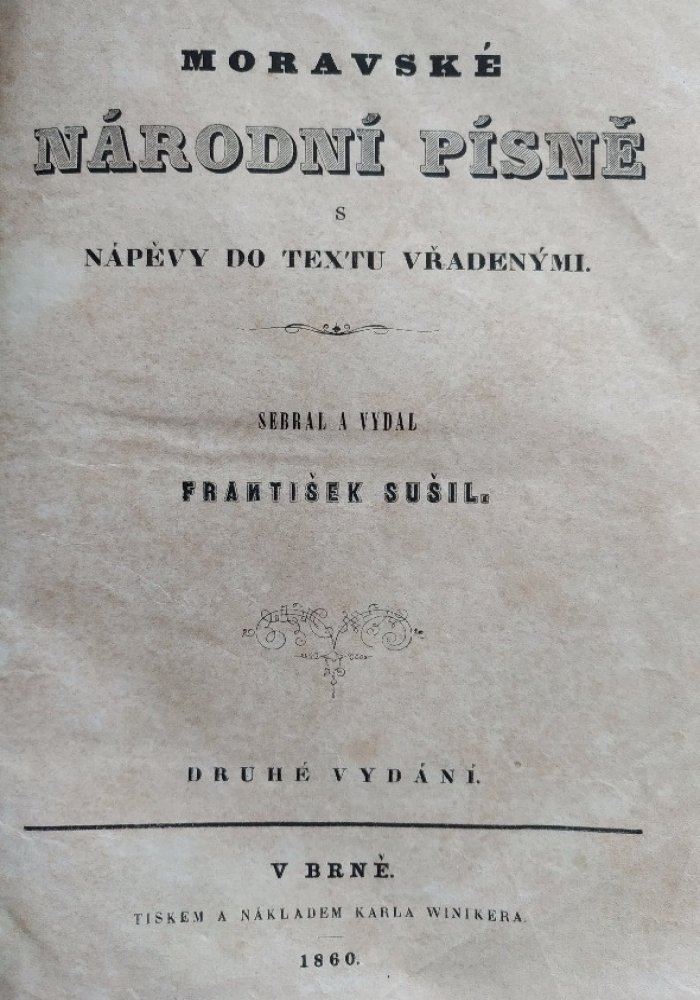 MORAVSKÉ
NÁRODNÍ PÍSNĚ
S
NÁPĚVY DO TEXTU VŘADENÝMI.
SEBRAL A VYDAL
FRANTIŠEK SUŠIL.
DRUHÉ VYDÁNÍ.
V BRNĚ.
TISKEM A NÁKLADEM KARLA WINIKERA.
1860.